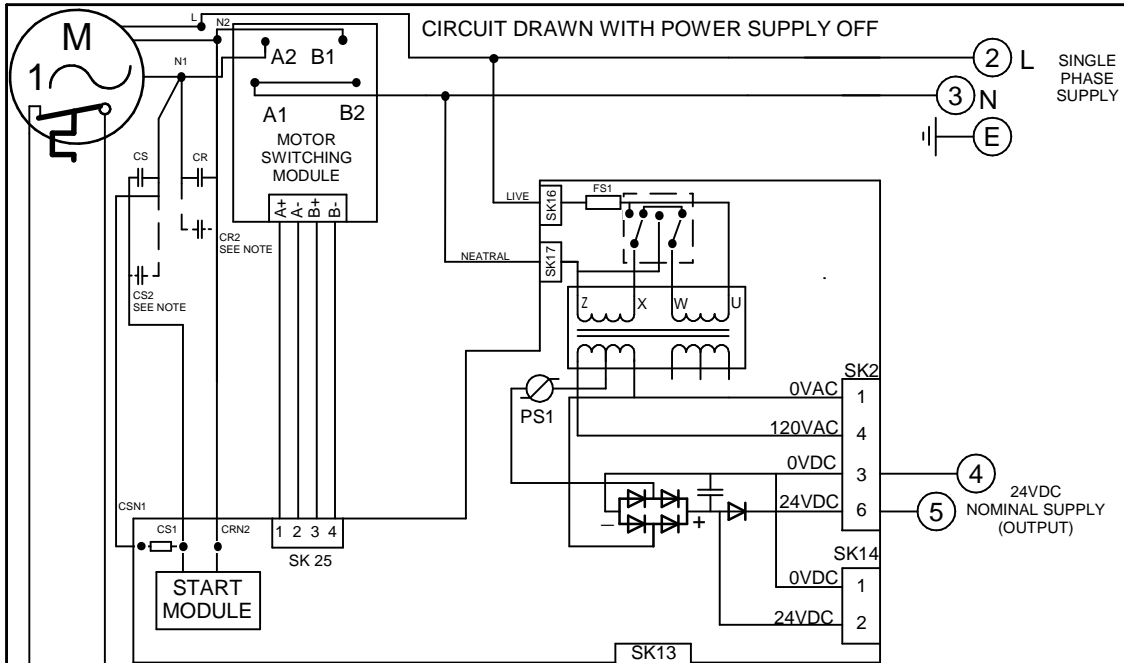 CIRCUIT DRAWN WITH POWER SUPPLY OFF
L
N2
M
1
N1
A2
B1
A1
B2
MOTOR
SWITCHING
MODULE
A+
A-
B+
B-
2
L
3
N
E
SINGLE
PHASE
SUPPLY
CS
CR
CR2
SEE NOTE
CS2
SEE NOTE
LIVE
SK16
FS1
NEATRAL
SK17
Z
X
W
U
PS1
SK2
0VAC
1
120VAC
4
0VDC
3
24VDC
6
4
5
24VDC
NOMINAL SUPPLY
(OUTPUT)
–
+
SK14
0VDC
1
24VDC
2
CSN1
CS1
CRN2
1 2 3 4
SK 25
START
MODULE
SK13